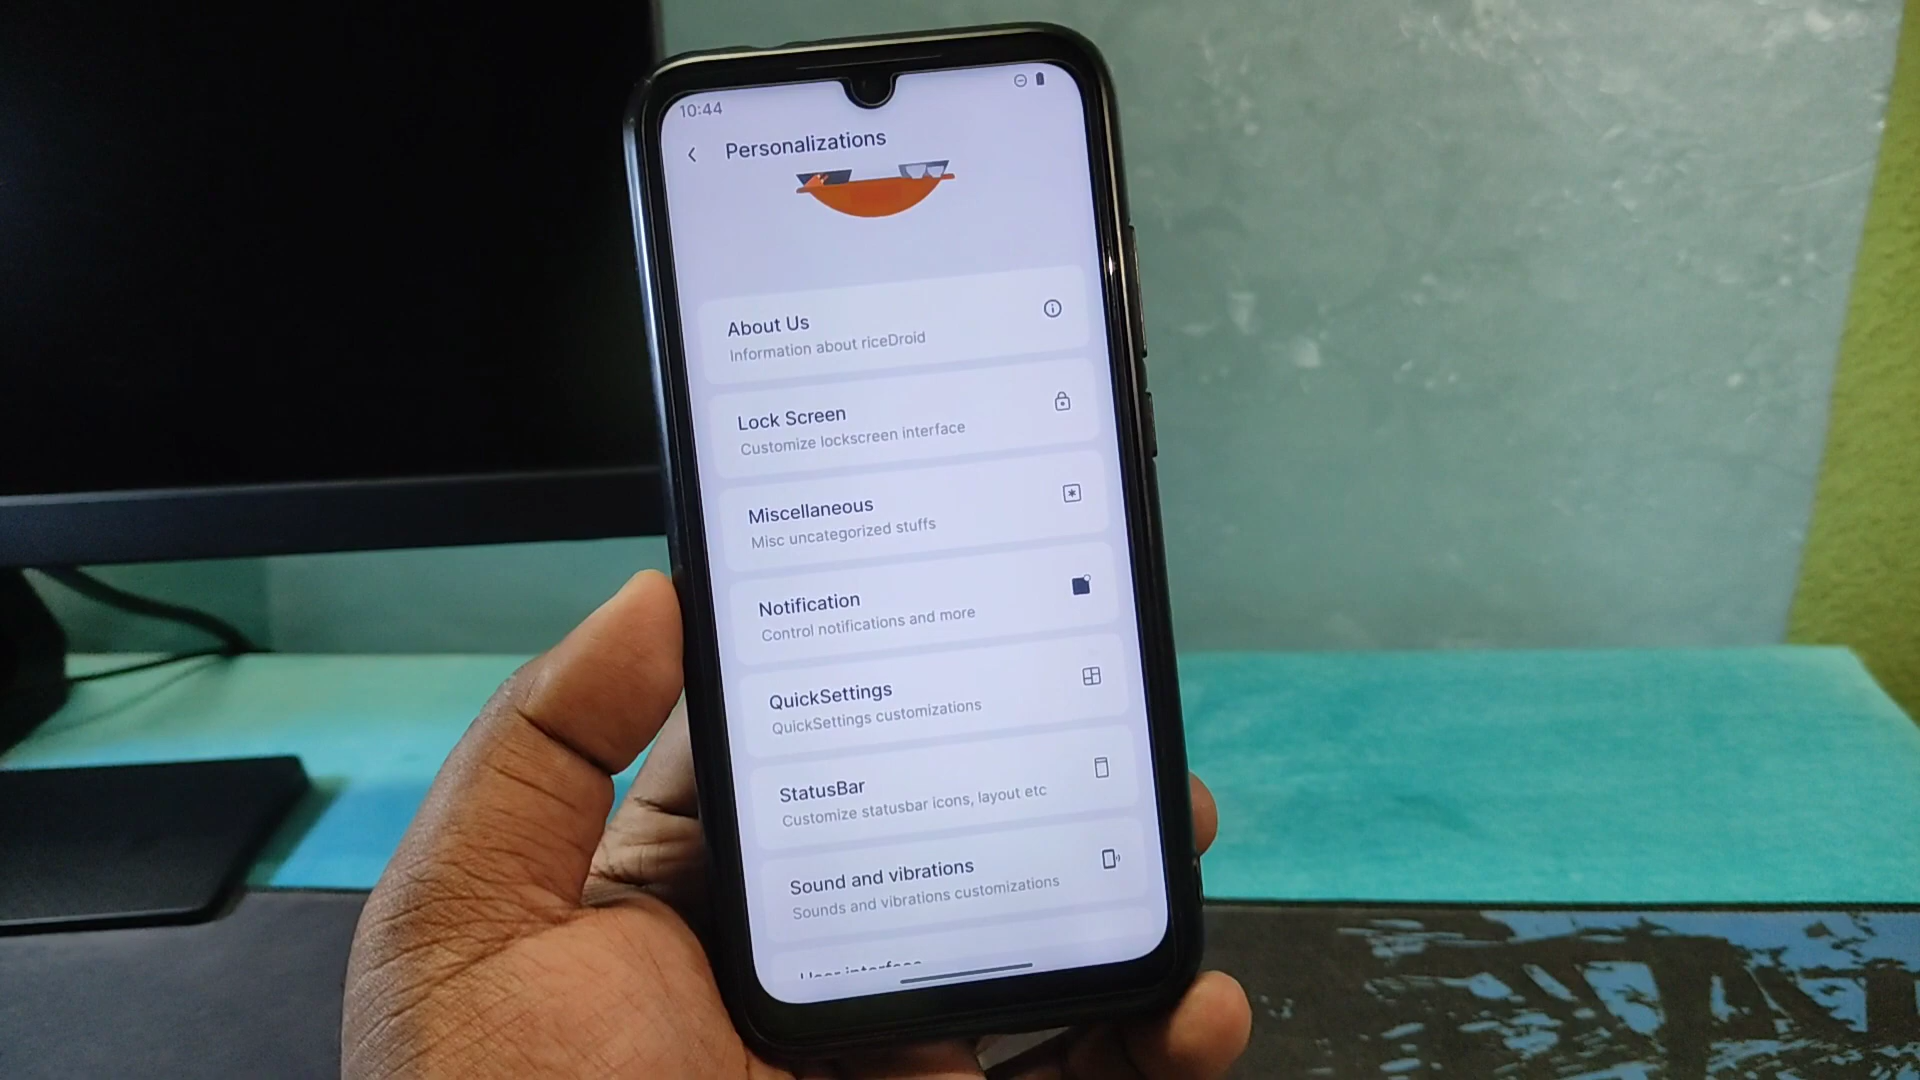 10:44
Personalizations
About Us
Information about riceDroid
Lock Screen
Customize lockscreen interface
Miscellaneous
Misc uncategorized stuffs
Notification
Control notifications and more
QuickSettings
QuickSettings customizations
StatusBar
Customize statusbar icons, layout etc
Sound and vibrations
Sounds and vibrations customizations
User interface